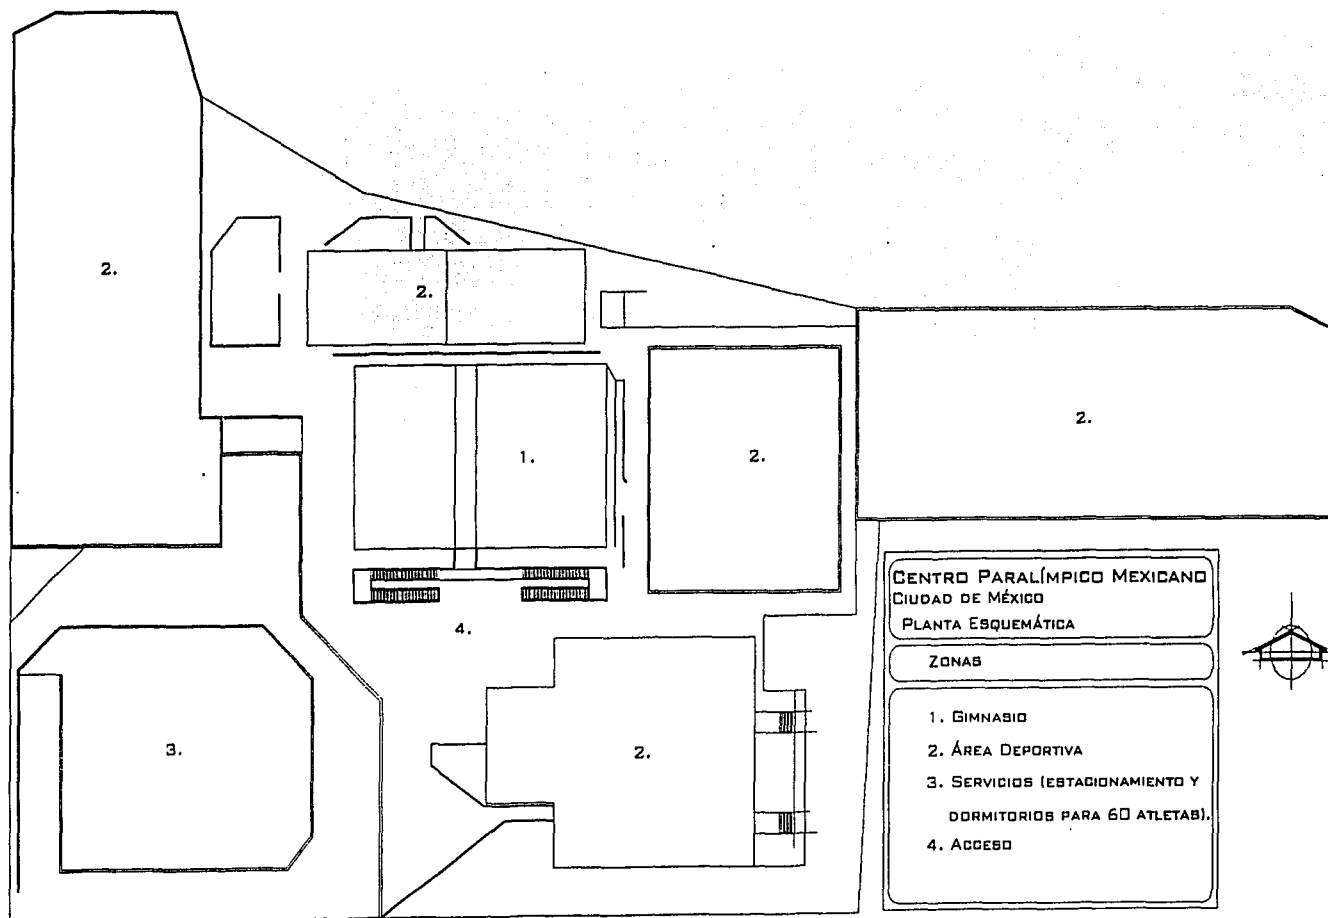 2.
2.
2.
1.
2.
4.
3.
2.
CENTRO PARALÍMPICO MEXICANO
CIUDAD DE MÉXICO
PLANTA ESQUEMÁTICA
ZONAS
1. GIMNASIO
2. ÁREA DEPORTIVA
3. SERVICIOS (ESTACIONAMIENTO Y
DORMITORIOS PARA 60 ATLETAS).
4. ACCESO